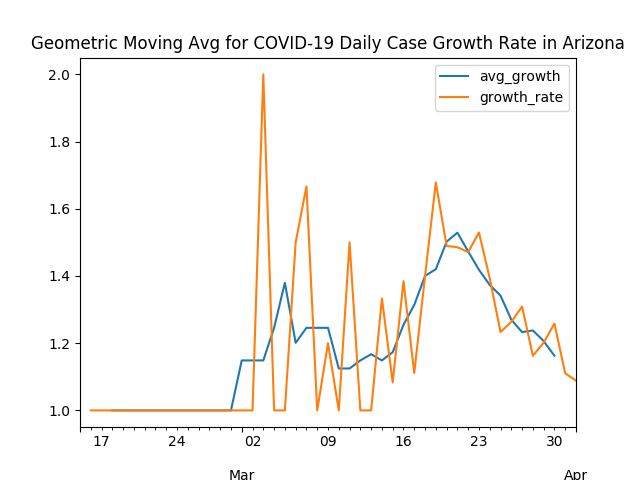 Geometric Moving Avg for COVID-19 Daily Case Growth Rate in Arizona
avg_growth
growth_rate
2.0
1.8
1.6
1.4
1.2
1.0
17 24 02 09 16 23 30
Mar Apr